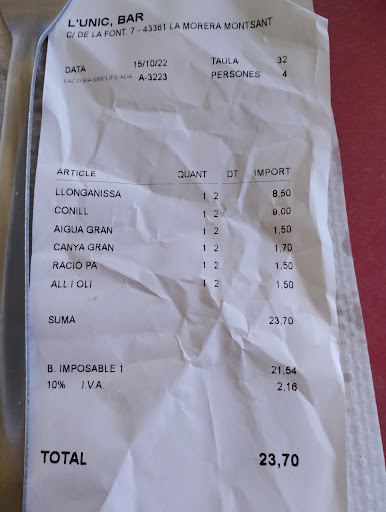 L'UNIC, BAR
C/ DE LA FONT. 7 - 43361 LA MORERA MONTSANT
DATA 15/10/22 TAULA 32
FACTURA SIMPLIFICADA A-3223 PERSONES 4
ARTICLE QUANT DT IMPORT
LLONGANISSA 1 2 8,50
CONILL 1 2 9,00
AIGUA GRAN 1 2 1,50
CANYA GRAN 1 2 1,70
RACIÓ PA 1 2 1,50
ALL I OLI 1 2 1,50
SUMA 23,70
B. IMPOSABLE 1 21,54
10% I.V.A. 2,16
TOTAL 23,70